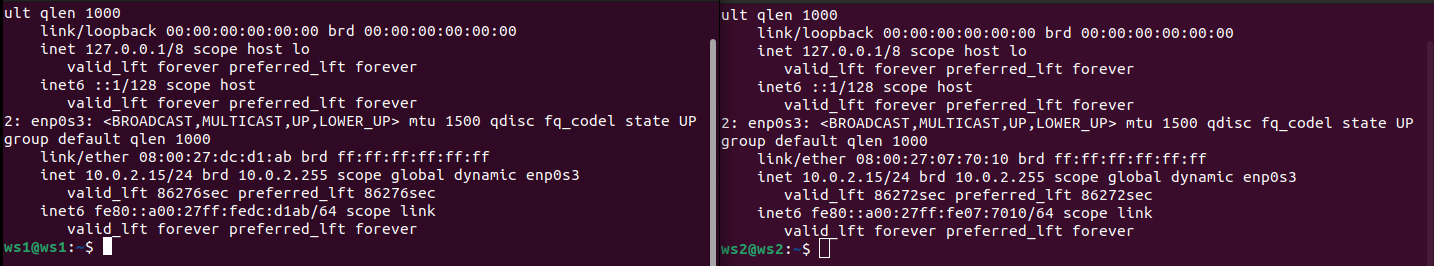 ult qlen 1000
    link/loopback 00:00:00:00:00:00 brd 00:00:00:00:00:00
    inet 127.0.0.1/8 scope host lo
       valid_lft forever preferred_lft forever
    inet6 ::1/128 scope host
       valid_lft forever preferred_lft forever
2: enp0s3: <BROADCAST,MULTICAST,UP,LOWER_UP> mtu 1500 qdisc fq_codel state UP
group default qlen 1000
    link/ether 08:00:27:dc:d1:ab brd ff:ff:ff:ff:ff:ff
    inet 10.0.2.15/24 brd 10.0.2.255 scope global dynamic enp0s3
       valid_lft 86276sec preferred_lft 86276sec
    inet6 fe80::a00:27ff:fedc:d1ab/64 scope link
       valid_lft forever preferred_lft forever
ws1@ws1:~$
ult qlen 1000
    link/loopback 00:00:00:00:00:00 brd 00:00:00:00:00:00
    inet 127.0.0.1/8 scope host lo
       valid_lft forever preferred_lft forever
    inet6 ::1/128 scope host
       valid_lft forever preferred_lft forever
2: enp0s3: <BROADCAST,MULTICAST,UP,LOWER_UP> mtu 1500 qdisc fq_codel state UP
group default qlen 1000
    link/ether 08:00:27:07:70:10 brd ff:ff:ff:ff:ff:ff
    inet 10.0.2.15/24 brd 10.0.2.255 scope global dynamic enp0s3
       valid_lft 86272sec preferred_lft 86272sec
    inet6 fe80::a00:27ff:fe07:7010/64 scope link
       valid_lft forever preferred_lft forever
ws2@ws2:~$